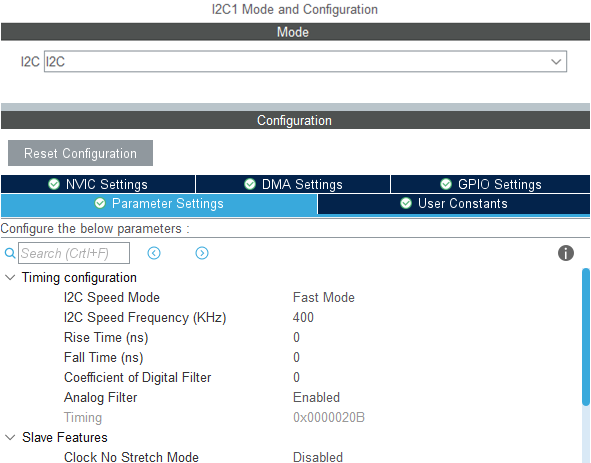 I2C1 Mode and Configuration
Mode
I2C I2C
Configuration
Reset Configuration
NVIC Settings DMA Settings GPIO Settings
Parameter Settings User Constants
Configure the below parameters :
Search (Crtl+F)
Timing configuration
I2C Speed Mode Fast Mode
I2C Speed Frequency (KHz) 400
Rise Time (ns) 0
Fall Time (ns) 0
Coefficient of Digital Filter 0
Analog Filter Enabled
Timing 0x0000020B
Slave Features
Clock No Stretch Mode Disabled